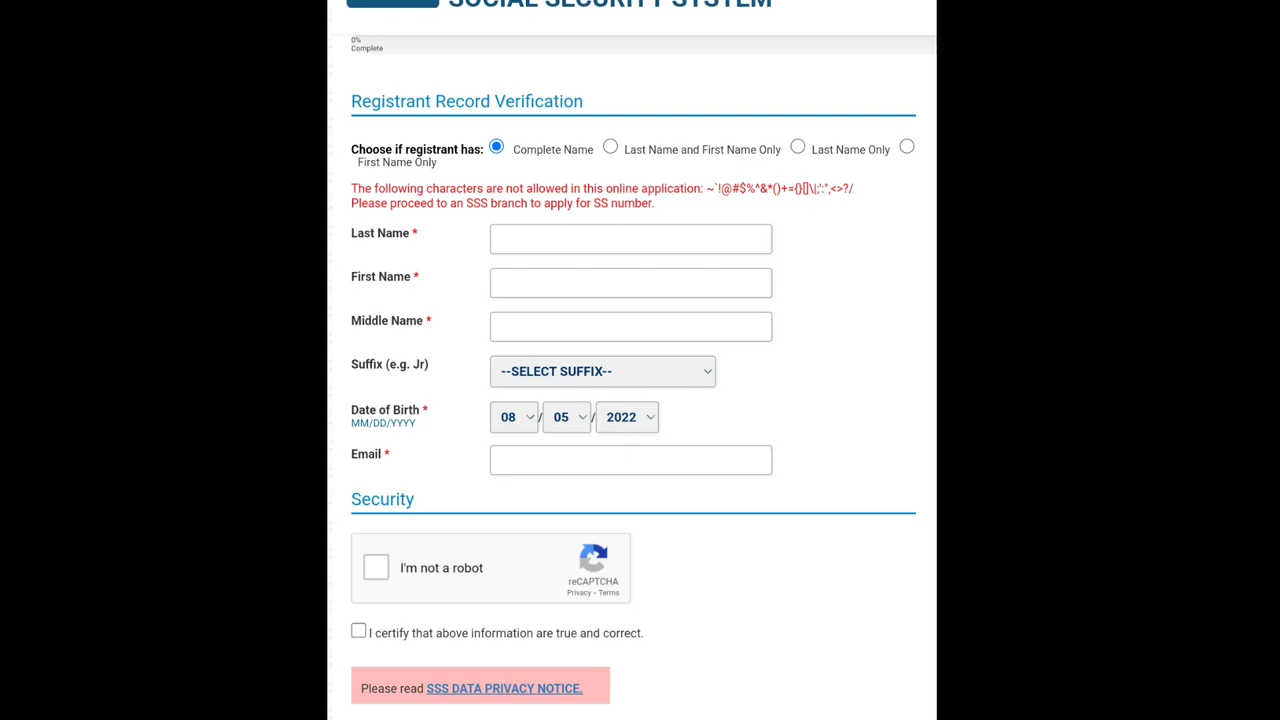 SOCIAL SECURITY SYSTEM
0%
Complete
Registrant Record Verification
Choose if registrant has: Complete Name Last Name and First Name Only Last Name Only
First Name Only
The following characters are not allowed in this online application: ~`!@#$%^&*()+={}[]\|;':",<>?/
Please proceed to an SSS branch to apply for SS number.
Last Name *
First Name *
Middle Name *
Suffix (e.g. Jr) --SELECT SUFFIX--
Date of Birth * 08 / 05 / 2022
MM/DD/YYYY
Email *
Security
I'm not a robot
reCAPTCHA
Privacy - Terms
I certify that above information are true and correct.
Please read SSS DATA PRIVACY NOTICE.